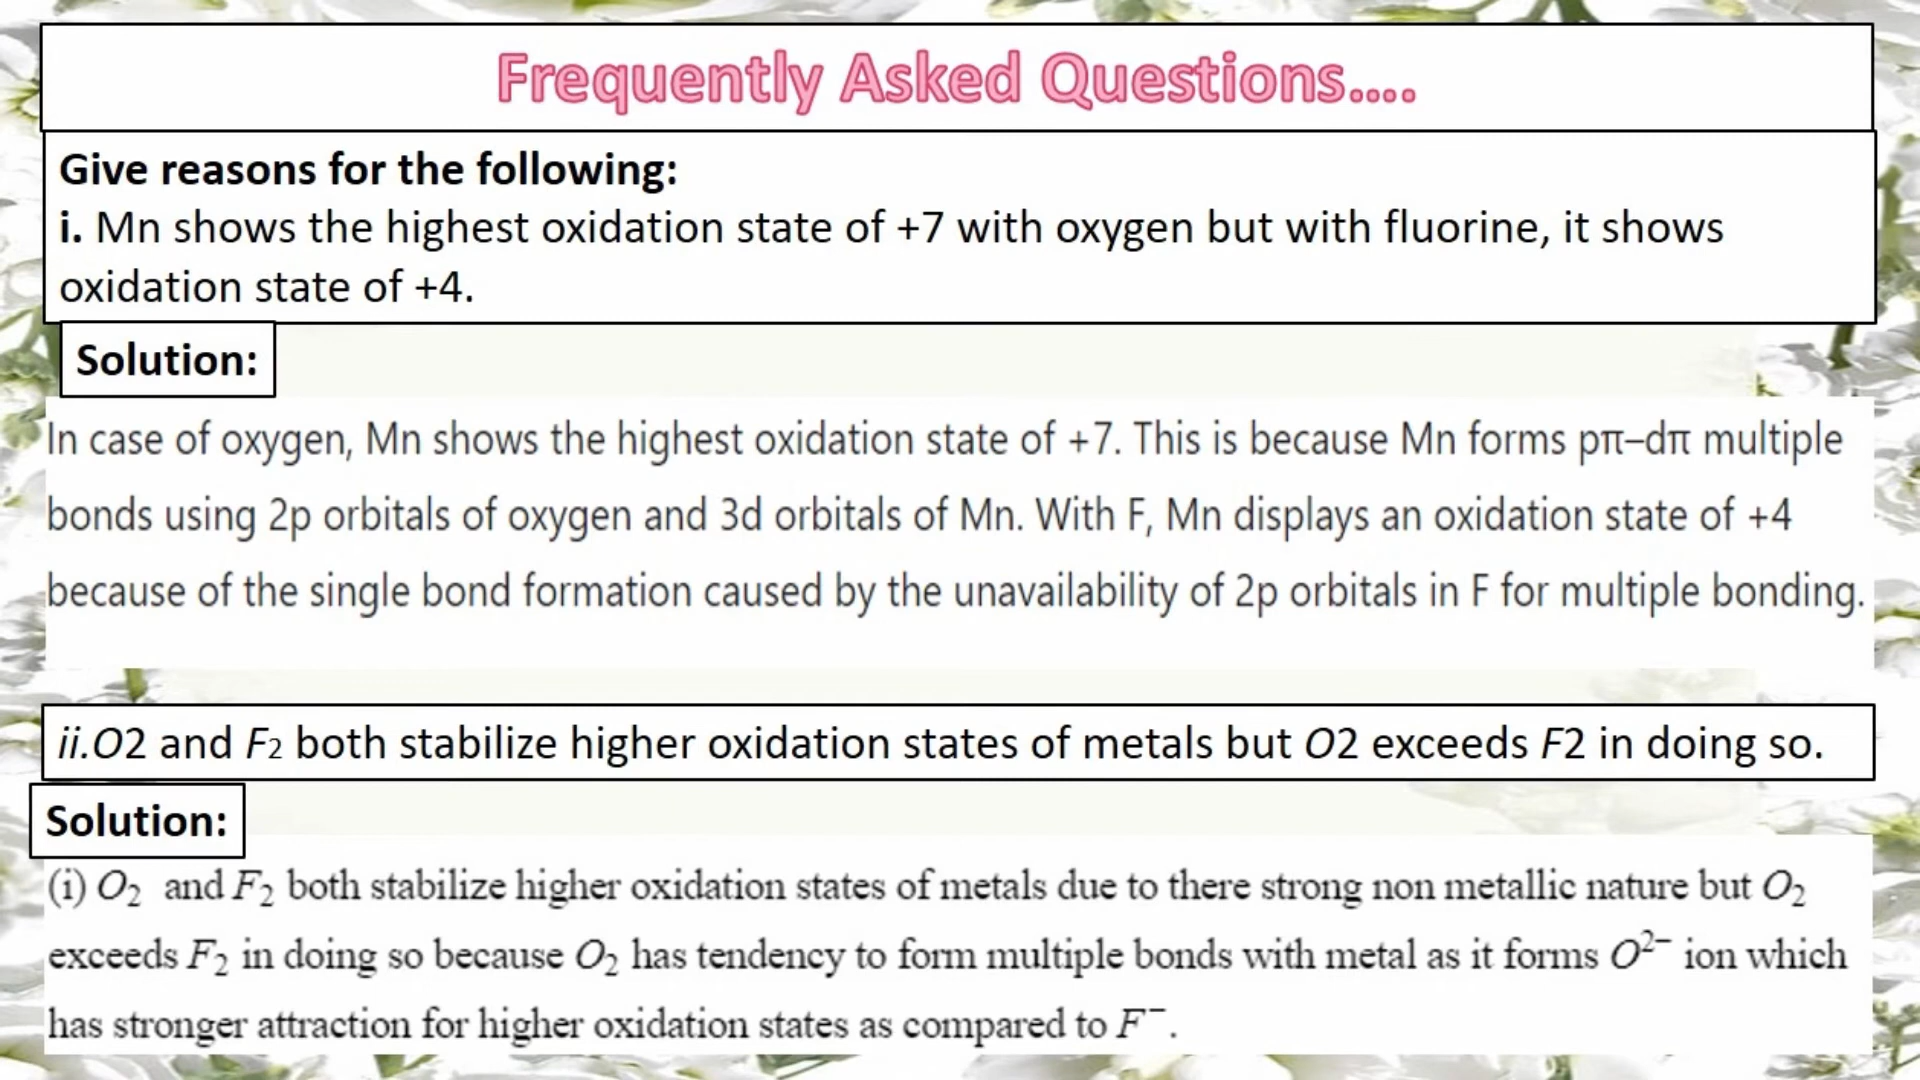 Frequently Asked Questions....
Give reasons for the following:
i. Mn shows the highest oxidation state of +7 with oxygen but with fluorine, it shows
oxidation state of +4.
Solution:
In case of oxygen, Mn shows the highest oxidation state of +7. This is because Mn forms pπ–dπ multiple
bonds using 2p orbitals of oxygen and 3d orbitals of Mn. With F, Mn displays an oxidation state of +4
because of the single bond formation caused by the unavailability of 2p orbitals in F for multiple bonding.
ii.O2 and F₂ both stabilize higher oxidation states of metals but O2 exceeds F2 in doing so.
Solution:
(i) O₂ and F₂ both stabilize higher oxidation states of metals due to there strong non metallic nature but O₂
exceeds F₂ in doing so because O₂ has tendency to form multiple bonds with metal as it forms O²⁻ ion which
has stronger attraction for higher oxidation states as compared to F⁻.